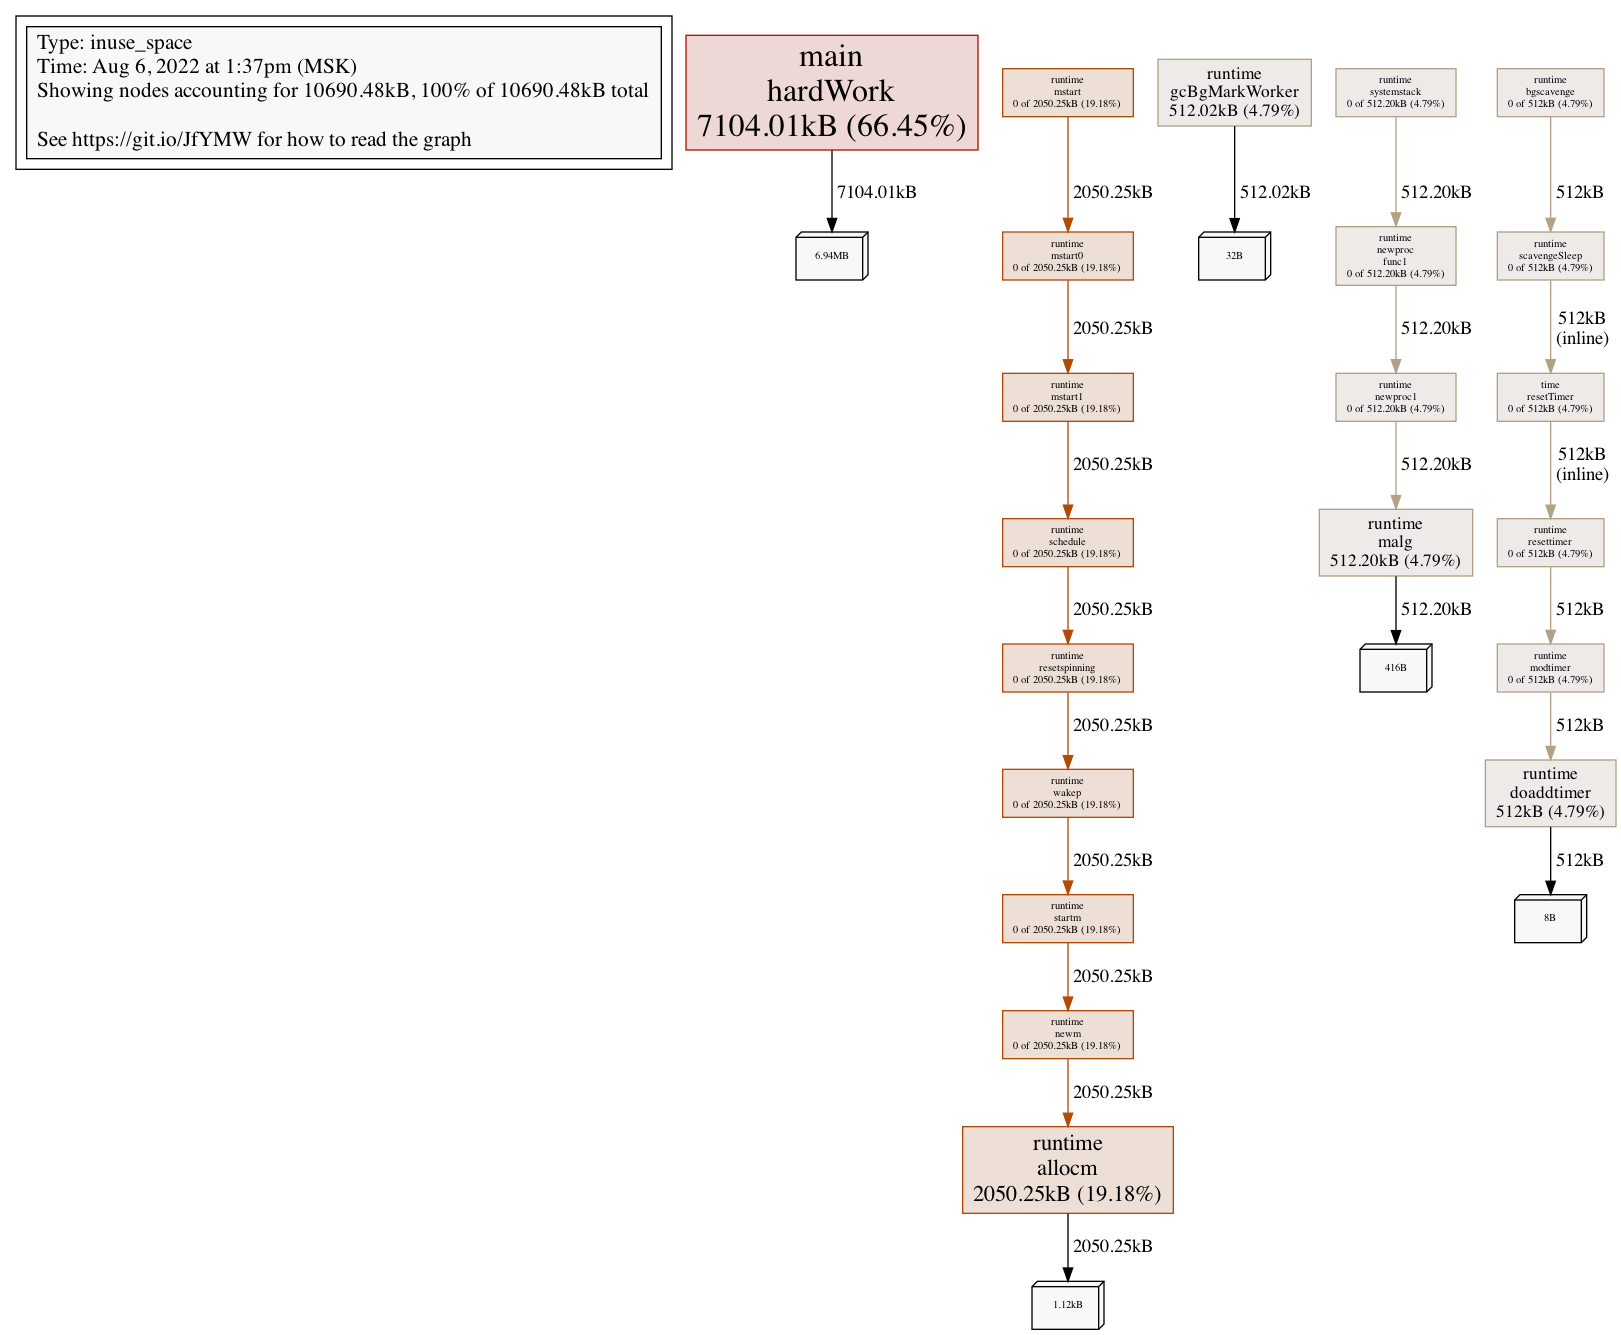 Type: inuse_space
Time: Aug 6, 2022 at 1:37pm (MSK)
Showing nodes accounting for 10690.48kB, 100% of 10690.48kB total
See https://git.io/JfYMW for how to read the graph
main
hardWork
7104.01kB (66.45%)
7104.01kB
6.94MB
runtime
mstart
0 of 2050.25kB (19.18%)
2050.25kB
runtime
mstart0
0 of 2050.25kB (19.18%)
2050.25kB
runtime
mstart1
0 of 2050.25kB (19.18%)
2050.25kB
runtime
schedule
0 of 2050.25kB (19.18%)
2050.25kB
runtime
resetspinning
0 of 2050.25kB (19.18%)
2050.25kB
runtime
wakep
0 of 2050.25kB (19.18%)
2050.25kB
runtime
startm
0 of 2050.25kB (19.18%)
2050.25kB
runtime
newm
0 of 2050.25kB (19.18%)
2050.25kB
runtime
allocm
2050.25kB (19.18%)
2050.25kB
1.12kB
runtime
gcBgMarkWorker
512.02kB (4.79%)
512.02kB
32B
runtime
systemstack
0 of 512.20kB (4.79%)
512.20kB
runtime
newproc
func1
0 of 512.20kB (4.79%)
512.20kB
runtime
newproc1
0 of 512.20kB (4.79%)
512.20kB
runtime
malg
512.20kB (4.79%)
512.20kB
416B
runtime
bgscavenge
0 of 512kB (4.79%)
512kB
runtime
scavengeSleep
0 of 512kB (4.79%)
512kB
(inline)
time
resetTimer
0 of 512kB (4.79%)
512kB
(inline)
runtime
resettimer
0 of 512kB (4.79%)
512kB
runtime
modtimer
0 of 512kB (4.79%)
512kB
runtime
doaddtimer
512kB (4.79%)
512kB
8B